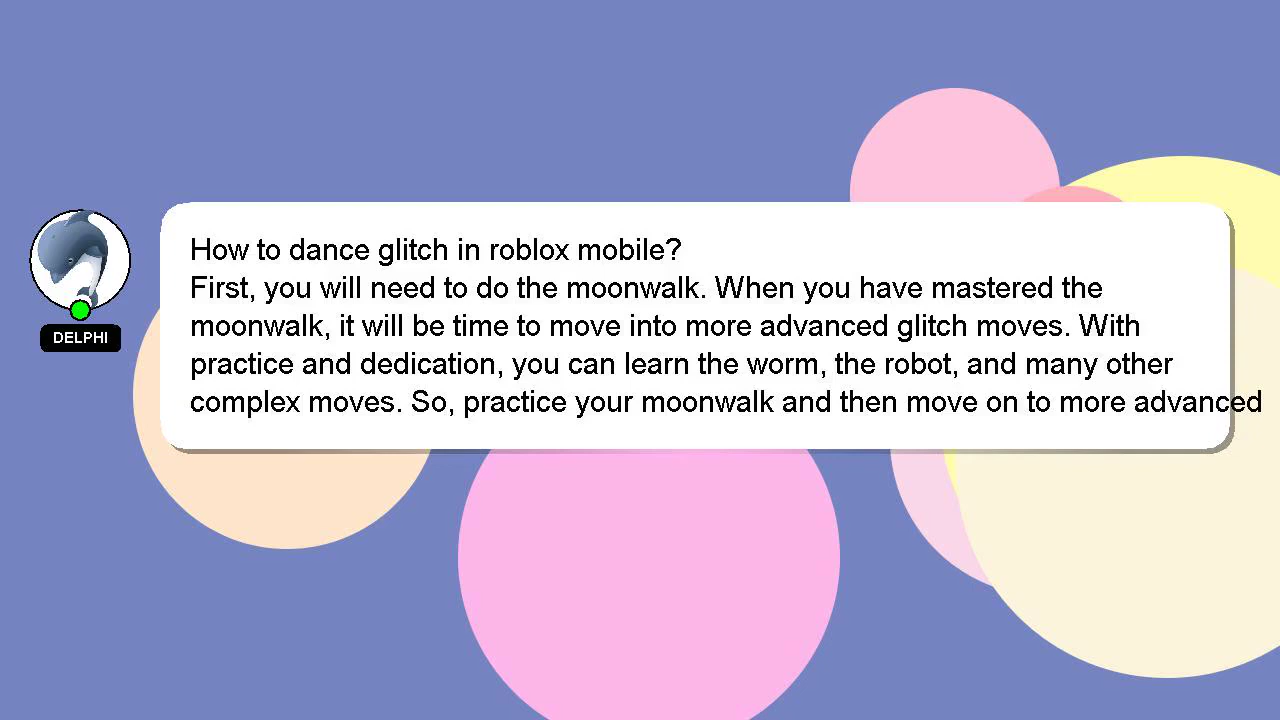 How to dance glitch in roblox mobile?
First, you will need to do the moonwalk. When you have mastered the
moonwalk, it will be time to move into more advanced glitch moves. With
practice and dedication, you can learn the worm, the robot, and many other
complex moves. So, practice your moonwalk and then move on to more advanced
DELPHI